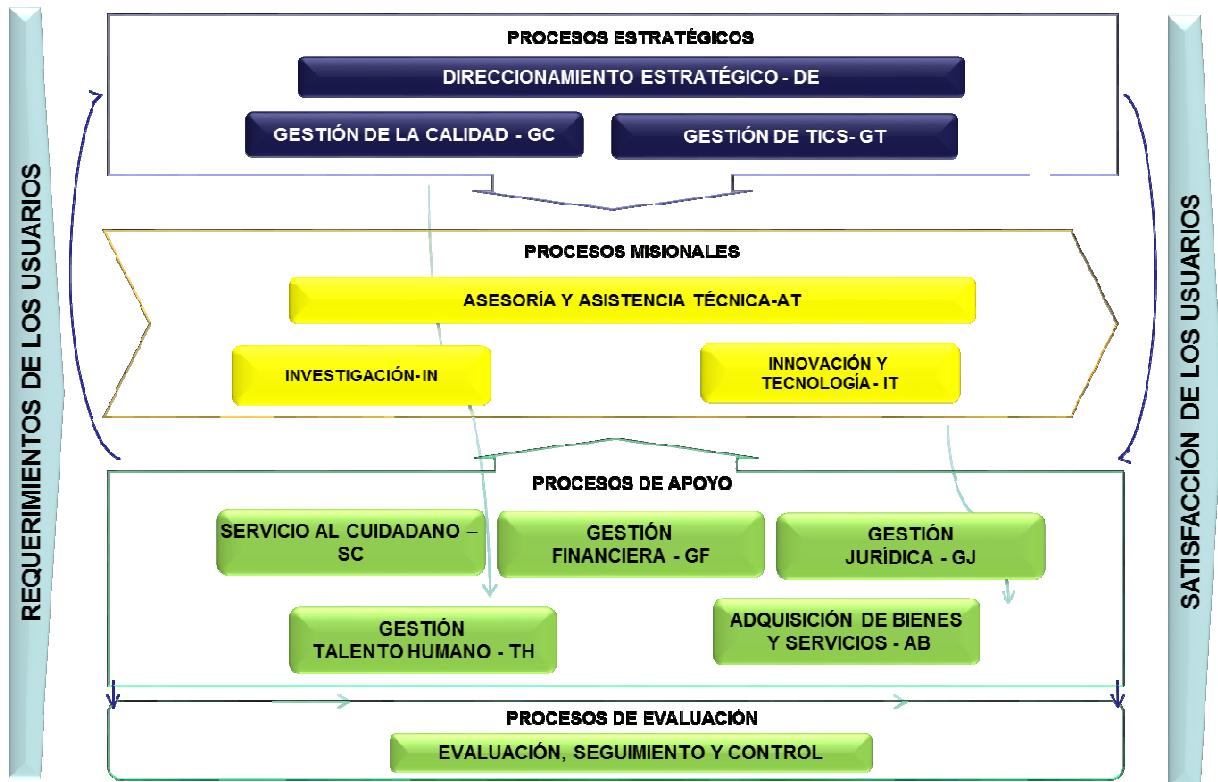 REQUERIMIENTOS DE LOS USUARIOS
PROCESOS ESTRATÉGICOS
DIRECCIONAMIENTO ESTRATÉGICO - DE
GESTIÓN DE LA CALIDAD - GC
GESTIÓN DE TICS- GT
PROCESOS MISIONALES
ASESORÍA Y ASISTENCIA TÉCNICA-AT
INVESTIGACIÓN-IN
INNOVACIÓN Y
TECNOLOGÍA - IT
PROCESOS DE APOYO
SERVICIO AL CUIDADANO –
SC
GESTIÓN
FINANCIERA - GF
GESTIÓN
JURÍDICA - GJ
GESTIÓN
TALENTO HUMANO - TH
ADQUISICIÓN DE BIENES
Y SERVICIOS - AB
PROCESOS DE EVALUACIÓN
EVALUACIÓN, SEGUIMIENTO Y CONTROL
SATISFACCIÓN DE LOS USUARIOS